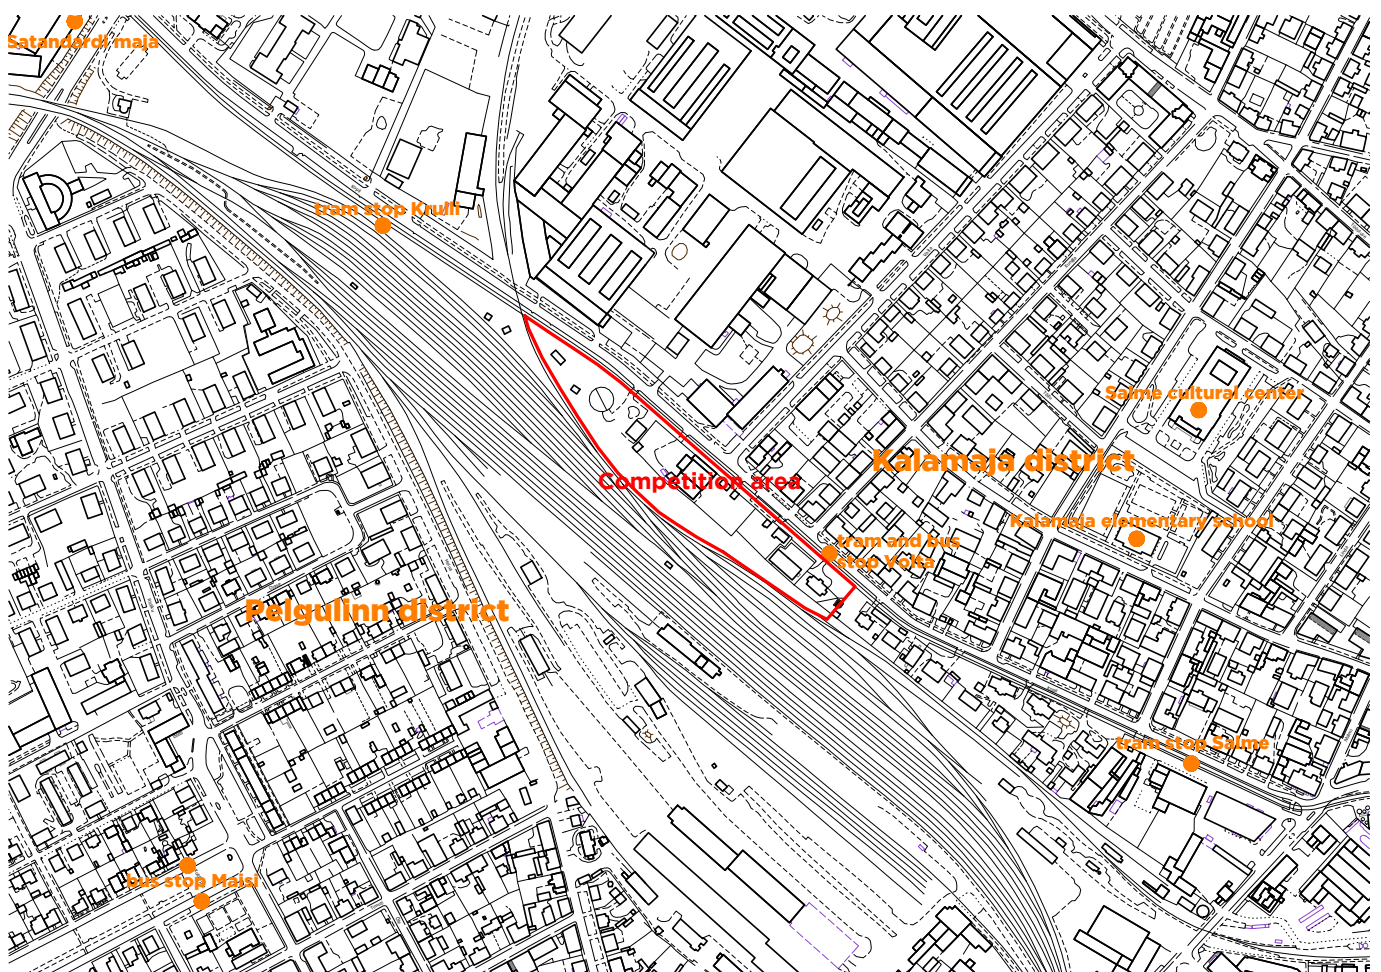 Satandardi maja
tram stop Krulli
Salme cultural center
Kalamaja district
Competition area
Kalamaja elementary school
tram and bus
stop Volta
Pelgulinn district
tram stop Salme
bus stop Maisi